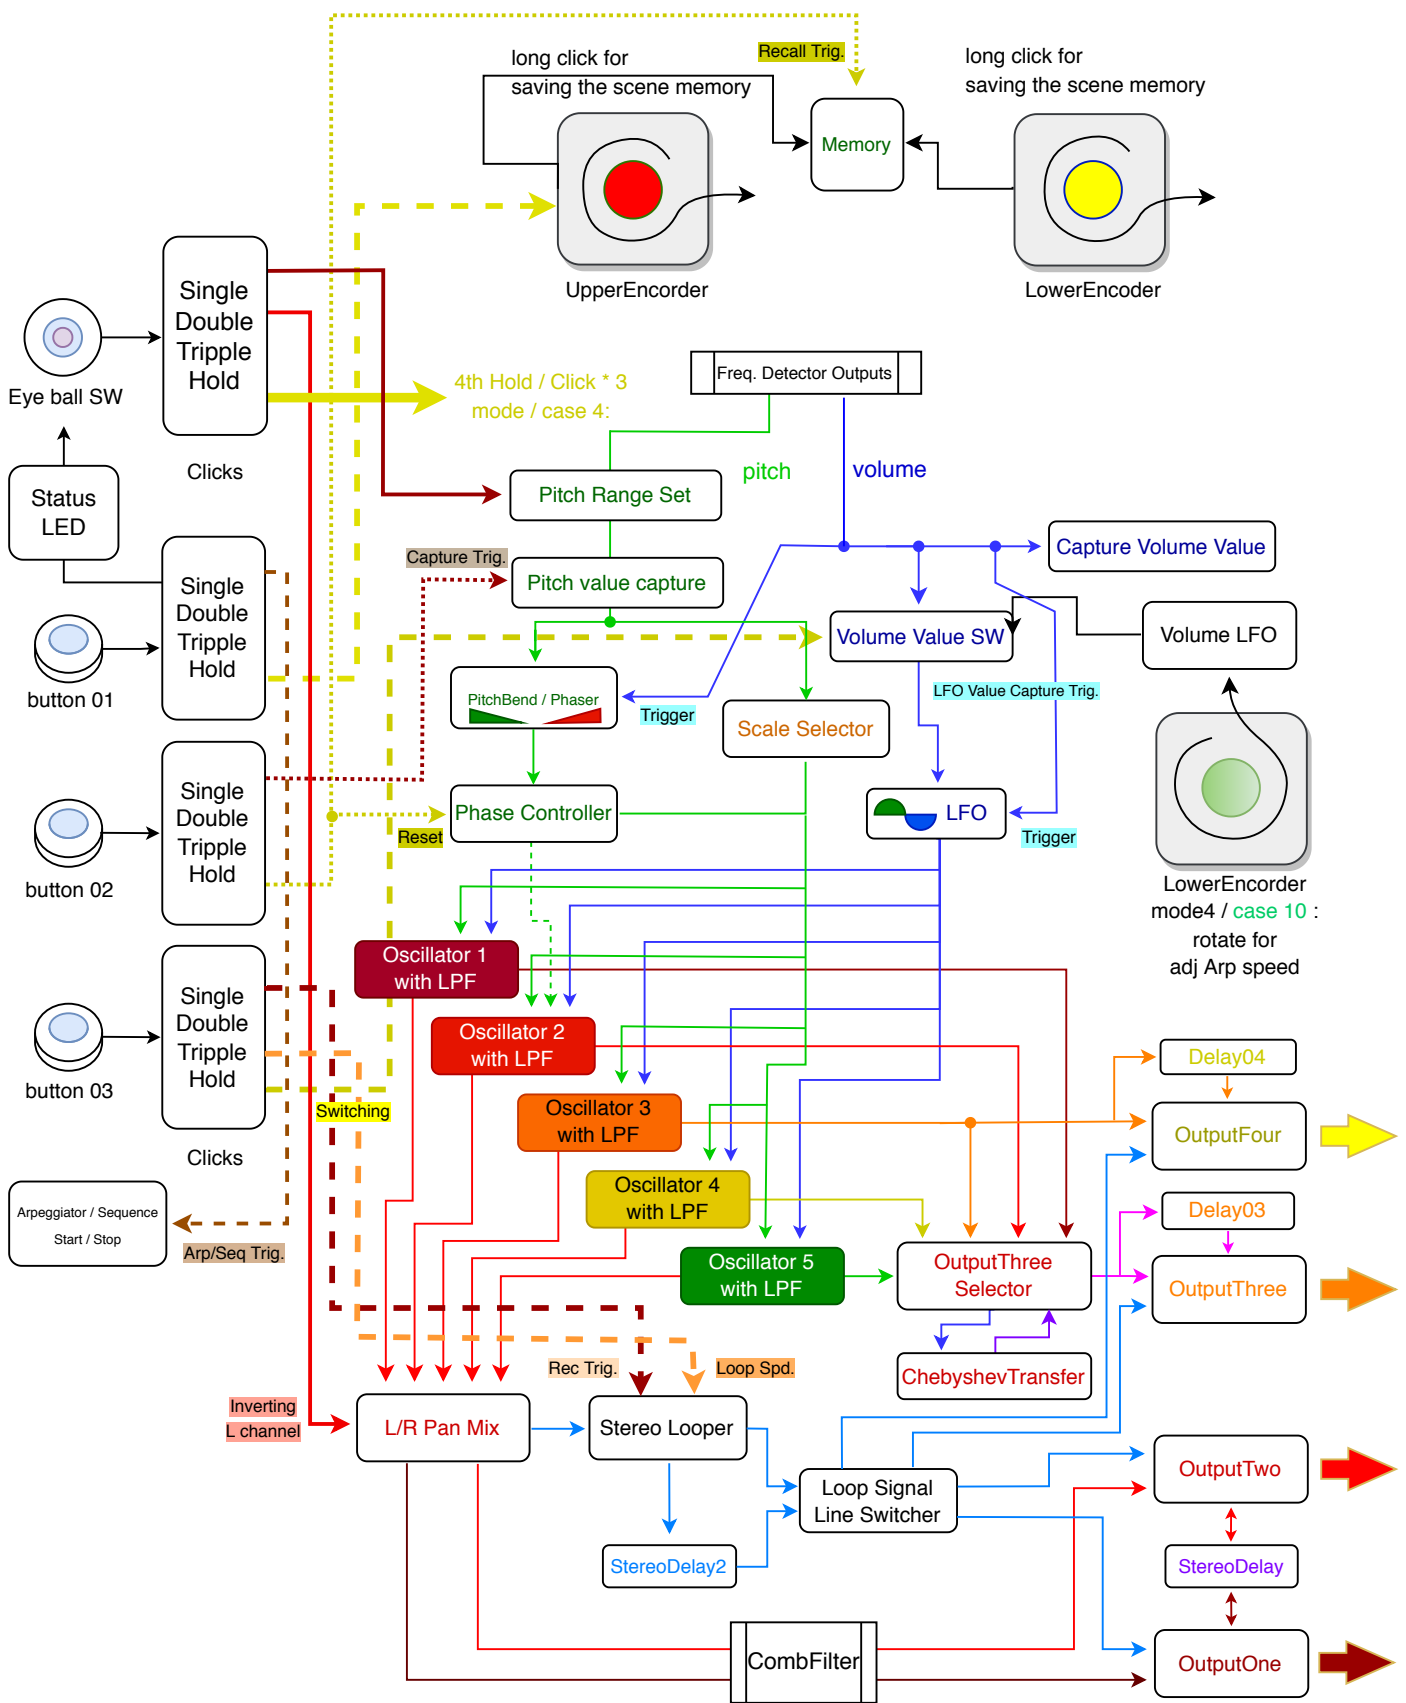 Recall Trig.
long click for
saving the scene memory
long click for
saving the scene memory
Memory
UpperEncorder
LowerEncoder
Single
Double
Tripple
Hold
Eye ball SW
Clicks
4th Hold / Click * 3
mode / case 4:
Freq. Detector Outputs
pitch
volume
Status
LED
Pitch Range Set
Capture Trig.
Pitch value capture
Capture Volume Value
Single
Double
Tripple
Hold
button 01
Volume Value SW
Volume LFO
PitchBend / Phaser
Trigger
LFO Value Capture Trig.
Scale Selector
Single
Double
Tripple
Hold
button 02
Phase Controller
Reset
LFO
Trigger
LowerEncorder
mode4 / case 10 :
rotate for
adj Arp speed
Oscillator 1
with LPF
Single
Double
Tripple
Hold
button 03
Oscillator 2
with LPF
Delay04
Switching
Oscillator 3
with LPF
OutputFour
Clicks
Oscillator 4
with LPF
Arpeggiator / Sequence
Start / Stop
Arp/Seq Trig.
Delay03
Oscillator 5
with LPF
OutputThree
Selector
OutputThree
Rec Trig.
Loop Spd.
ChebyshevTransfer
Inverting
L channel
L/R Pan Mix
Stereo Looper
Loop Signal
Line Switcher
OutputTwo
StereoDelay2
StereoDelay
CombFilter
OutputOne